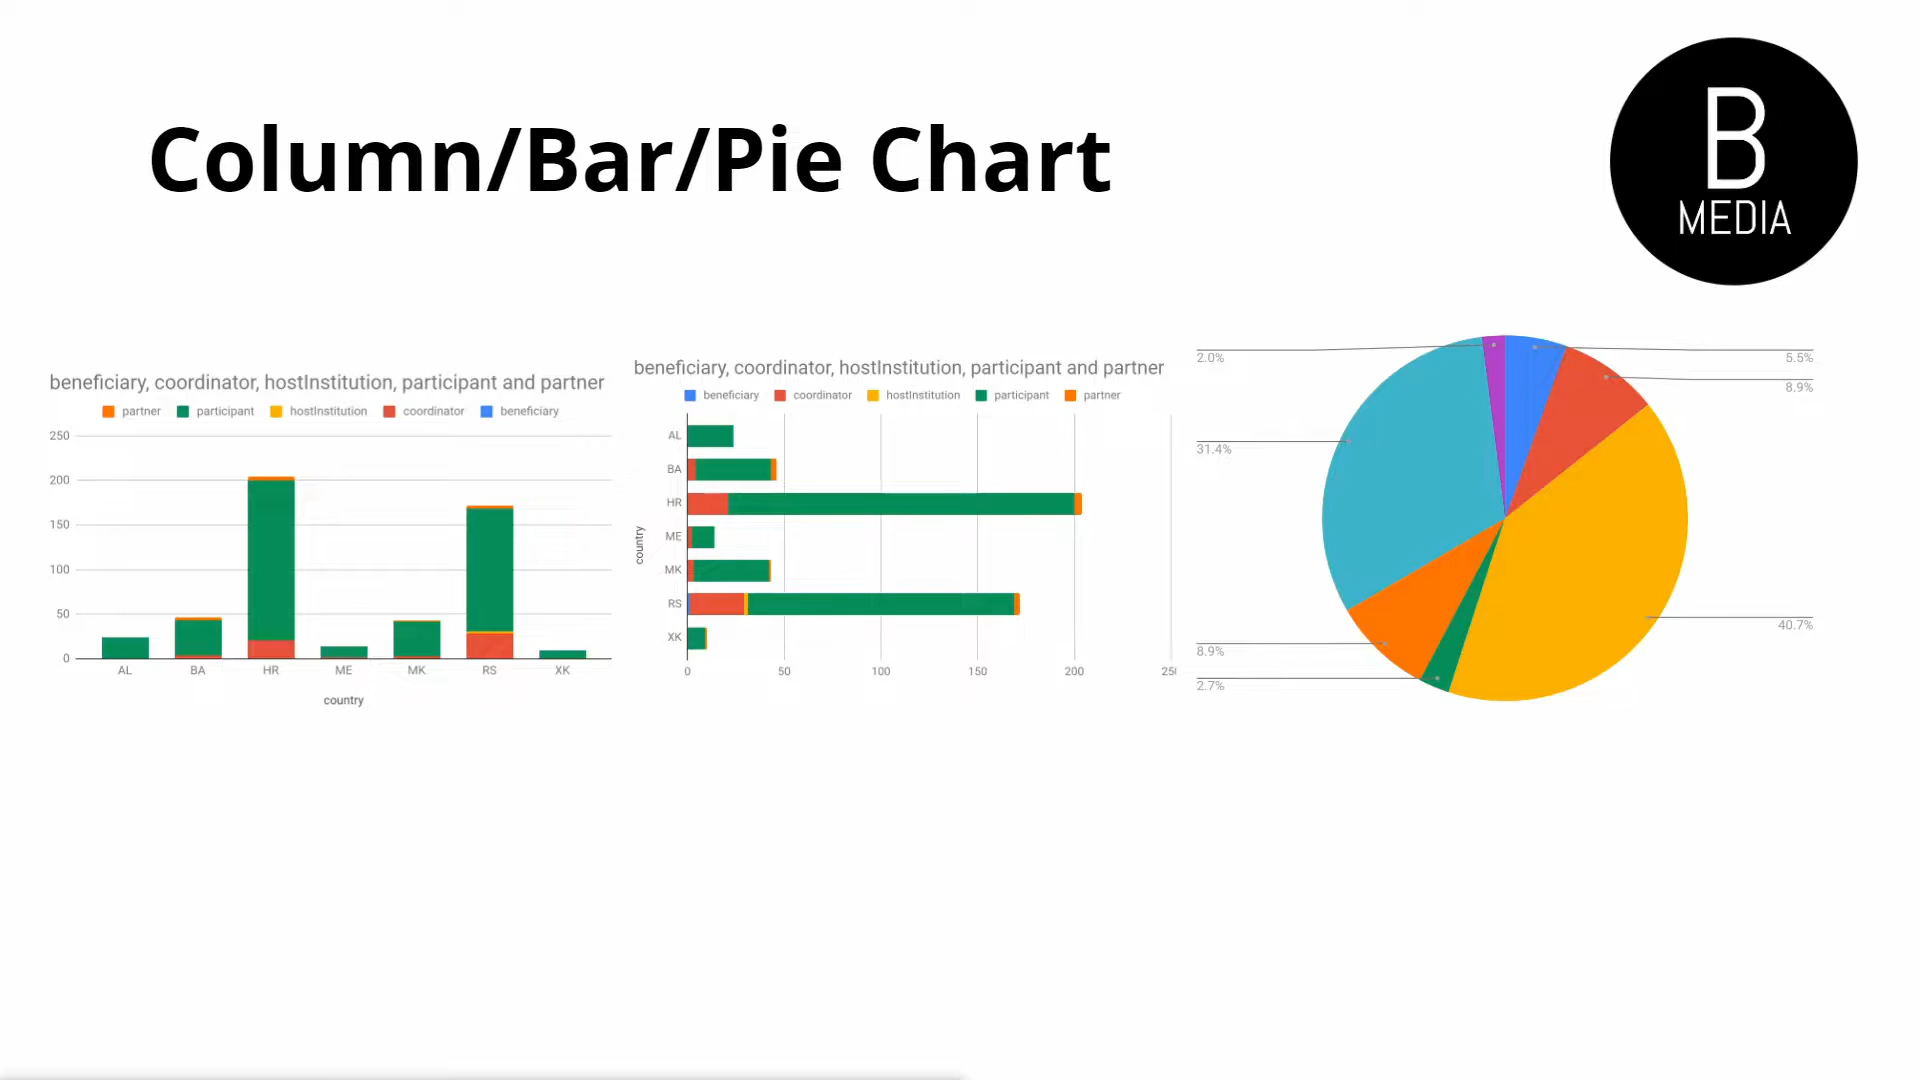 Column/Bar/Pie Chart
B
MEDIA
beneficiary, coordinator, hostInstitution, participant and partner
partner participant hostInstitution coordinator beneficiary
250
200
150
100
50
0
AL BA HR ME MK RS XK
country
beneficiary, coordinator, hostInstitution, participant and partner
beneficiary coordinator hostInstitution participant partner
country
AL
BA
HR
ME
MK
RS
XK
0 50 100 150 200
2.0%
31.4%
8.9%
2.7%
5.5%
8.9%
40.7%